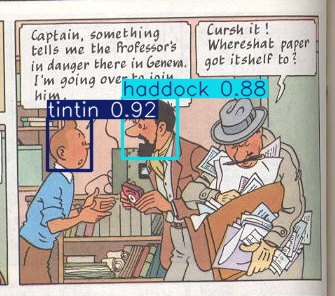 Captain, something
tells me the Professor's
in danger there in Geneva.
I'm going over to join
him.
Cursh it!
Whereshat paper
got itshelf to?
haddock 0.88
tintin 0.92